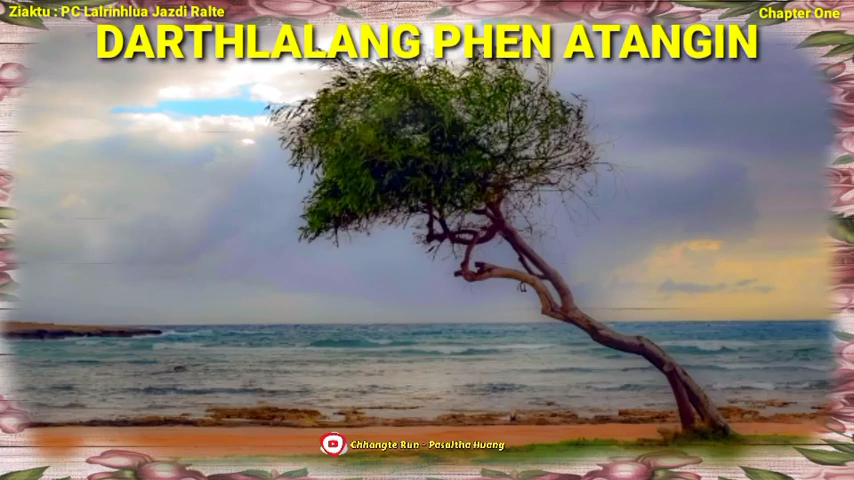 Ziaktu : PC Lalrinhlua Jazdi Ralte
Chapter One
DARTHLALANG PHEN ATANGIN
Chhangte Run - Pasaltha Huang